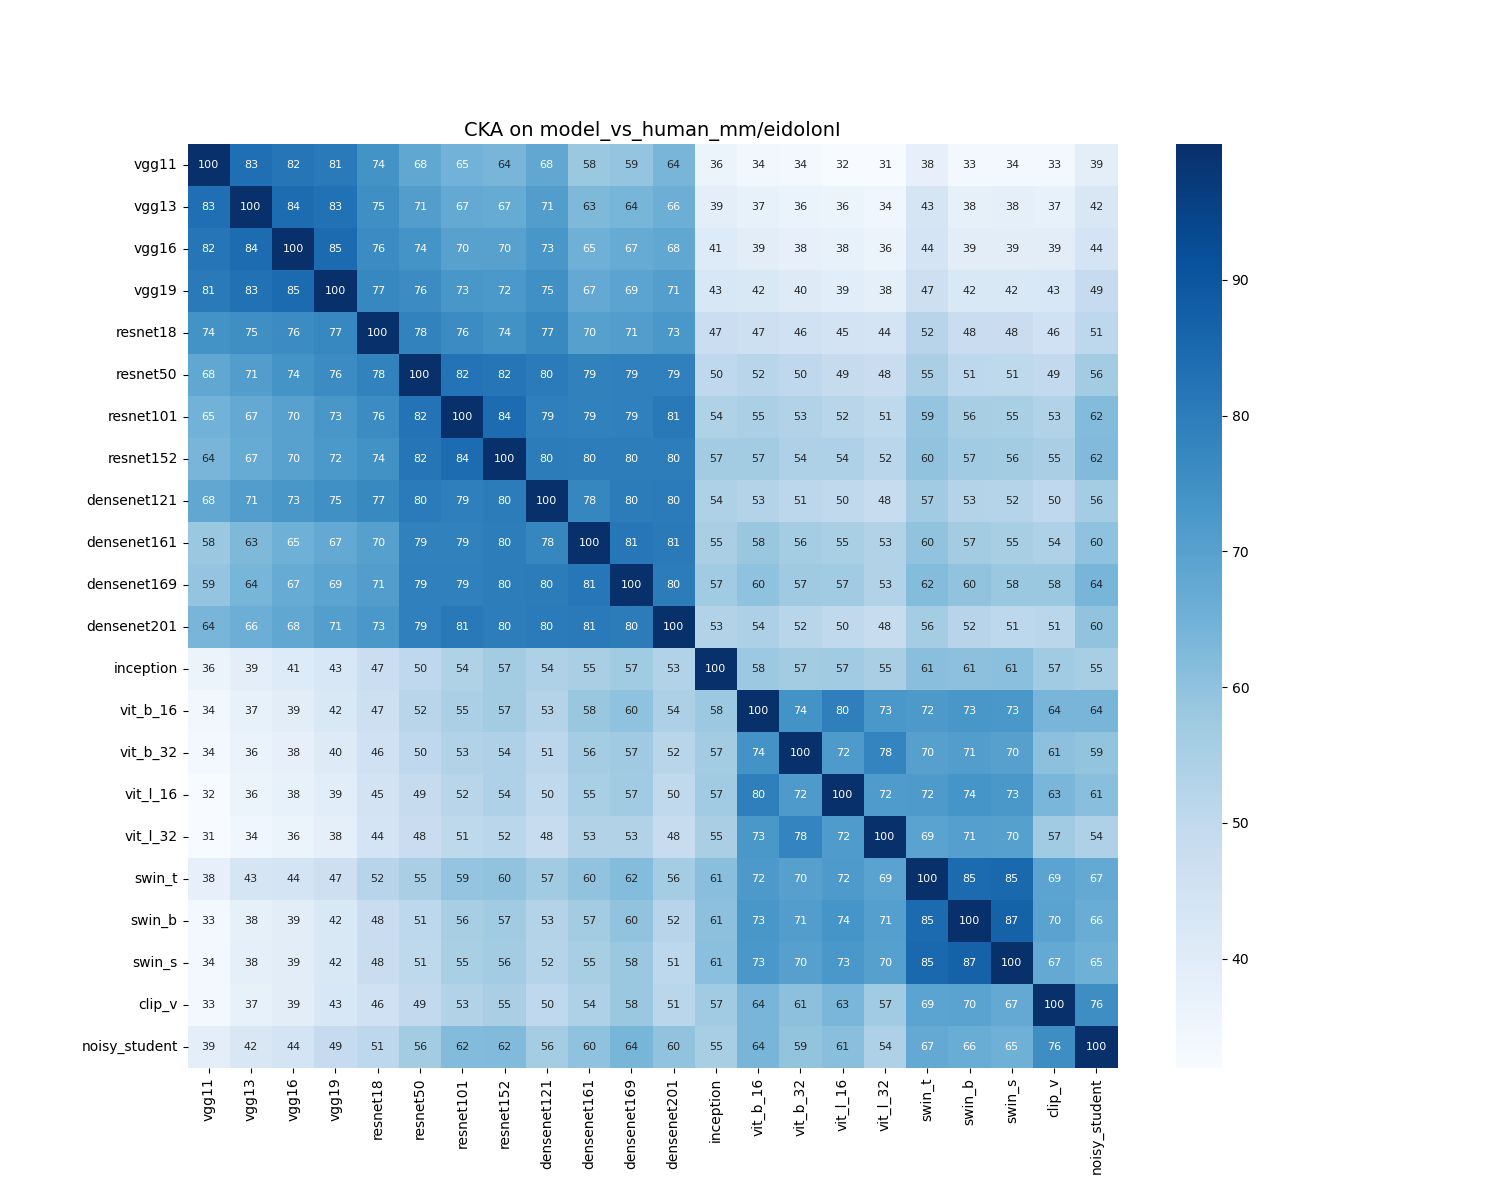 CKA on model_vs_human_mm/eidolonI
vgg11 100 83 82 81 74 68 65 64 68 58 59 64 36 34 34 32 31 38 33 34 33 39
vgg13 83 100 84 83 75 71 67 67 71 63 64 66 39 37 36 36 34 43 38 38 37 42
vgg16 82 84 100 85 76 74 70 70 73 65 67 68 41 39 38 38 36 44 39 39 39 44
vgg19 81 83 85 100 77 76 73 72 75 67 69 71 43 42 40 39 38 47 42 42 43 49
resnet18 74 75 76 77 100 78 76 74 77 70 71 73 47 47 46 45 44 52 48 48 46 51
resnet50 68 71 74 76 78 100 82 82 80 79 79 79 50 52 50 49 48 55 51 51 49 56
resnet101 65 67 70 73 76 82 100 84 79 79 79 81 54 55 53 52 51 59 56 55 53 62
resnet152 64 67 70 72 74 82 84 100 80 80 80 80 57 57 54 54 52 60 57 56 55 62
densenet121 68 71 73 75 77 80 79 80 100 78 80 80 54 53 51 50 48 57 53 52 50 56
densenet161 58 63 65 67 70 79 79 80 78 100 81 81 55 58 56 55 53 60 57 55 54 60
densenet169 59 64 67 69 71 79 79 80 80 81 100 80 57 60 57 57 53 62 60 58 58 64
densenet201 64 66 68 71 73 79 81 80 80 81 80 100 53 54 52 50 48 56 52 51 51 60
inception 36 39 41 43 47 50 54 57 54 55 57 53 100 58 57 57 55 61 61 61 57 55
vit_b_16 34 37 39 42 47 52 55 57 53 58 60 54 58 100 74 80 73 72 73 73 64 64
vit_b_32 34 36 38 40 46 50 53 54 51 56 57 52 57 74 100 72 78 70 71 70 61 59
vit_l_16 32 36 38 39 45 49 52 54 50 55 57 50 57 80 72 100 72 72 74 73 63 61
vit_l_32 31 34 36 38 44 48 51 52 48 53 53 48 55 73 78 72 100 69 71 70 57 54
swin_t 38 43 44 47 52 55 59 60 57 60 62 56 61 72 70 72 69 100 85 85 69 67
swin_b 33 38 39 42 48 51 56 57 53 57 60 52 61 73 71 74 71 85 100 87 70 66
swin_s 34 38 39 42 48 51 55 56 52 55 58 51 61 73 70 73 70 85 87 100 67 65
clip_v 33 37 39 43 46 49 53 55 50 54 58 51 57 64 61 63 57 69 70 67 100 76
noisy_student 39 42 44 49 51 56 62 62 56 60 64 60 55 64 59 61 54 67 66 65 76 100
vgg11 vgg13 vgg16 vgg19 resnet18 resnet50 resnet101 resnet152 densenet121 densenet161 densenet169 densenet201 inception vit_b_16 vit_b_32 vit_l_16 vit_l_32 swin_t swin_b swin_s clip_v noisy_student
90
80
70
60
50
40